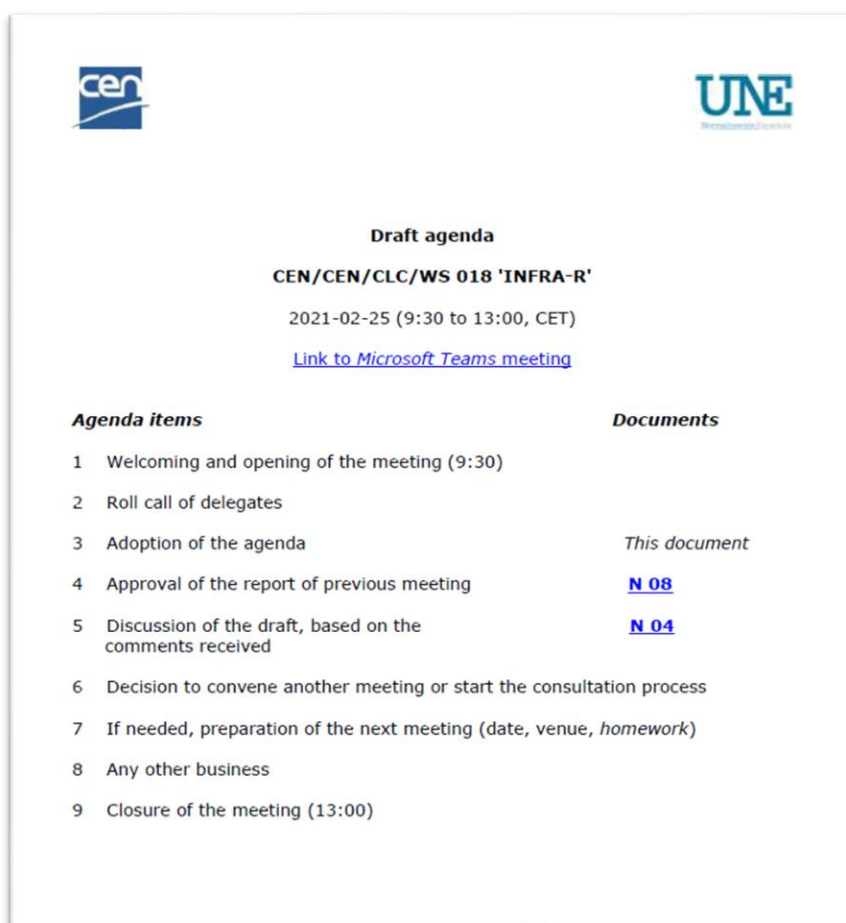 cen
UNE
Normalización Española
Draft agenda
CEN/CEN/CLC/WS 018 'INFRA-R'
2021-02-25 (9:30 to 13:00, CET)
Link to Microsoft Teams meeting
Agenda items Documents
1 Welcoming and opening of the meeting (9:30)
2 Roll call of delegates
3 Adoption of the agenda This document
4 Approval of the report of previous meeting N 08
5 Discussion of the draft, based on the N 04
comments received
6 Decision to convene another meeting or start the consultation process
7 If needed, preparation of the next meeting (date, venue, homework)
8 Any other business
9 Closure of the meeting (13:00)